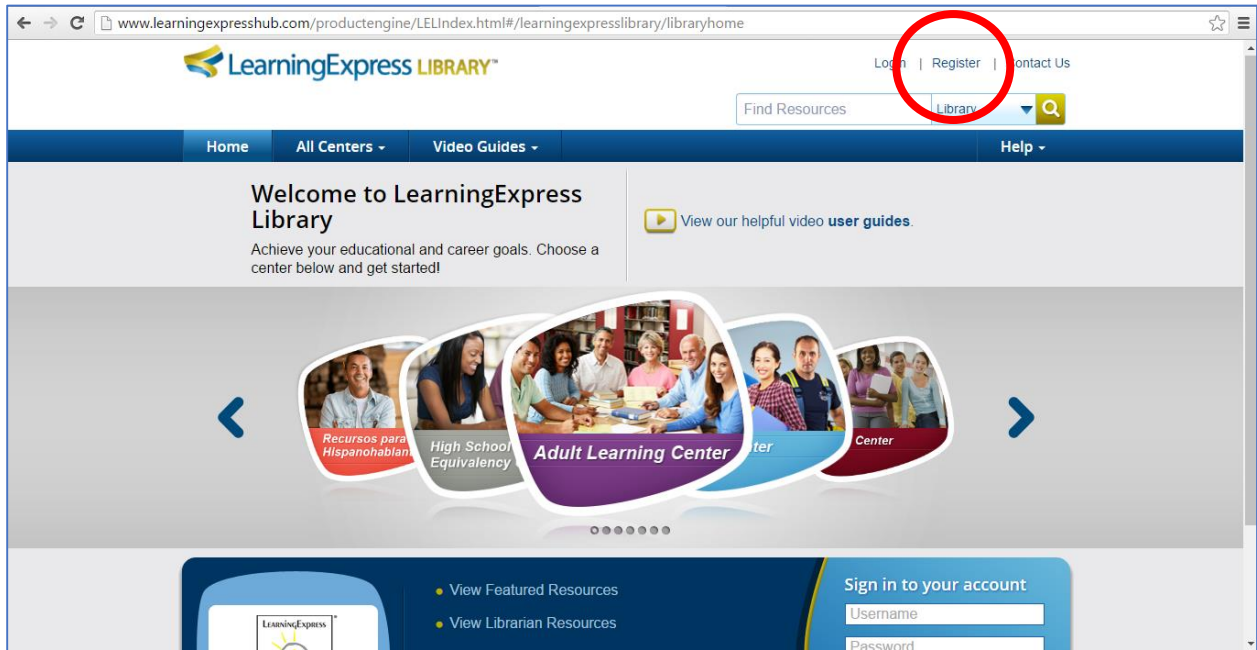 www.learningexpresshub.com/productengine/LELIndex.html#/learningexpresslibrary/libraryhome
LearningExpress LIBRARY™
Login | Register | Contact Us
Find Resources Library
Home All Centers Video Guides Help
Welcome to LearningExpress
Library
Achieve your educational and career goals. Choose a
center below and get started!
View our helpful video user guides.
Recursos para
High School
Equivalency
Adult Learning Center
Center
View Featured Resources
View Librarian Resources
LEARNINGEXPRESS
Sign in to your account
Username
Password